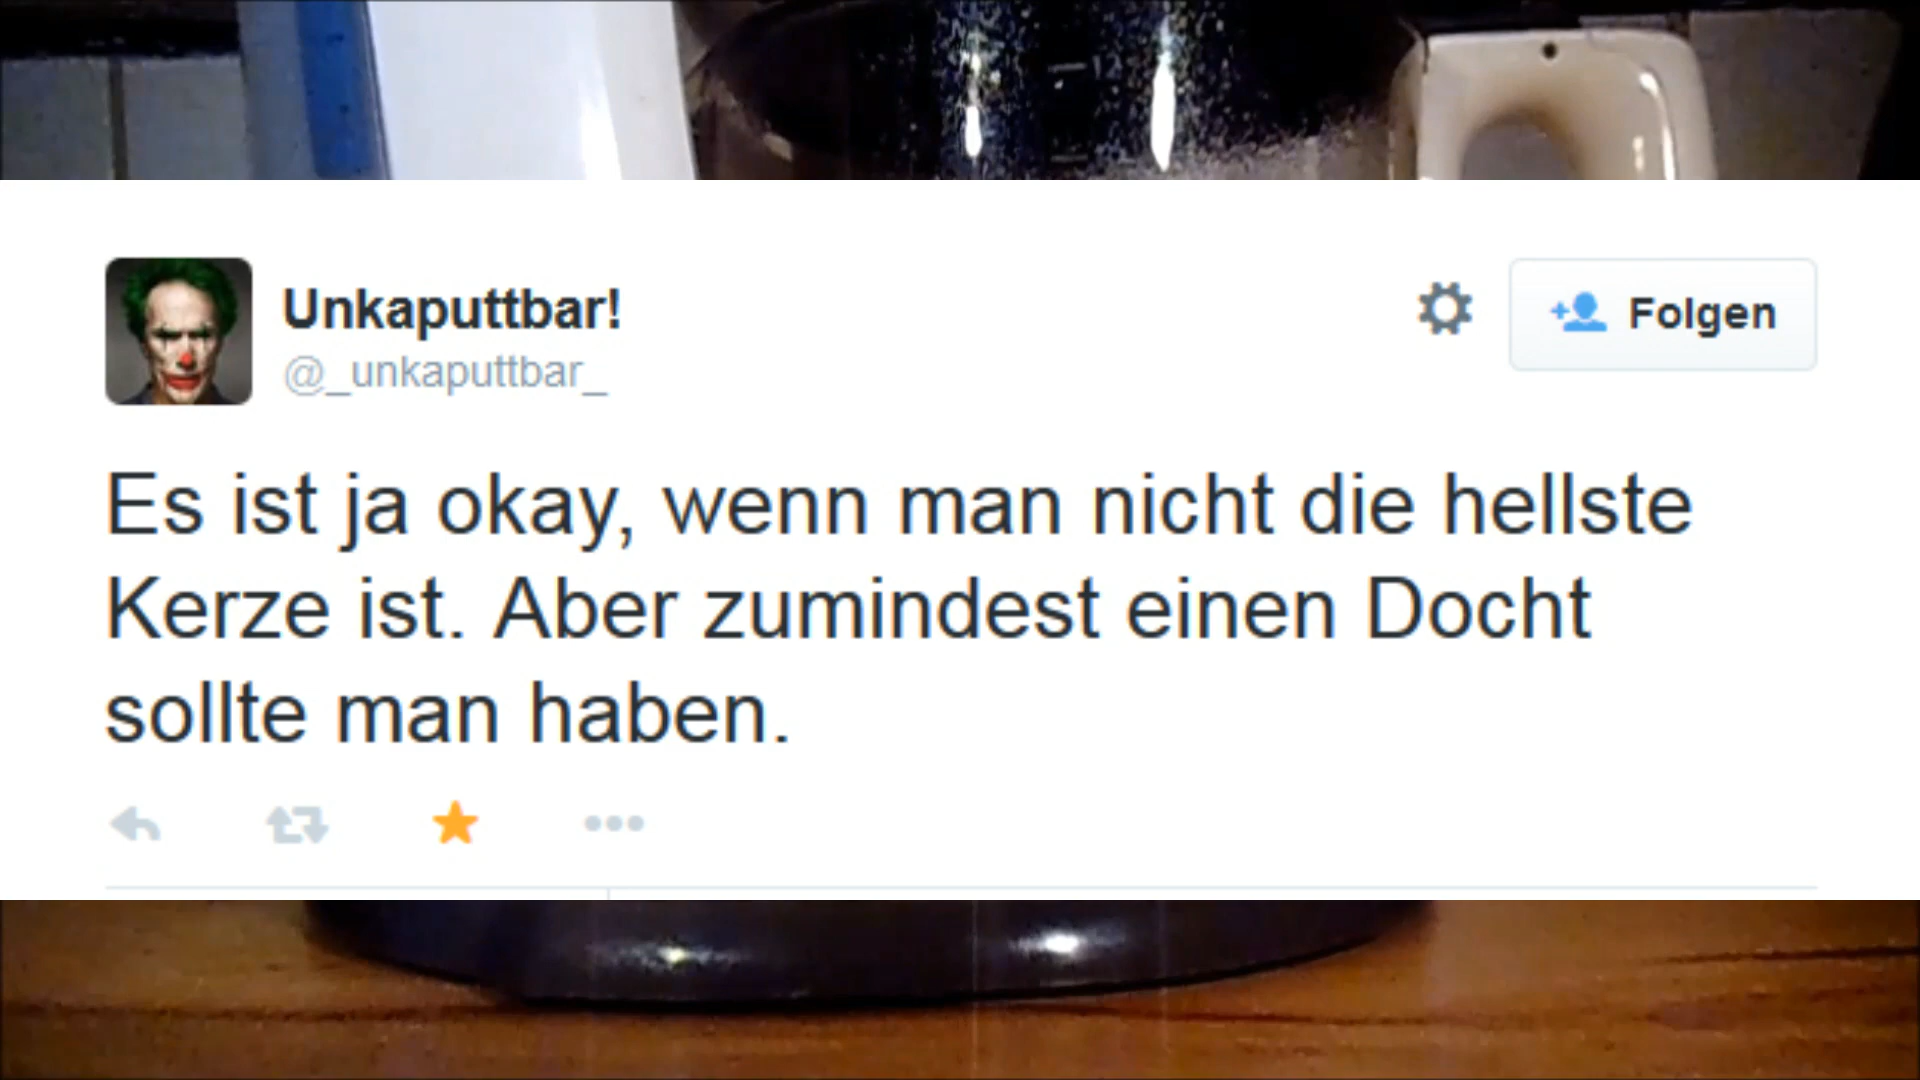 Unkaputtbar!
@_unkaputtbar_
Folgen
Es ist ja okay, wenn man nicht die hellste
Kerze ist. Aber zumindest einen Docht
sollte man haben.